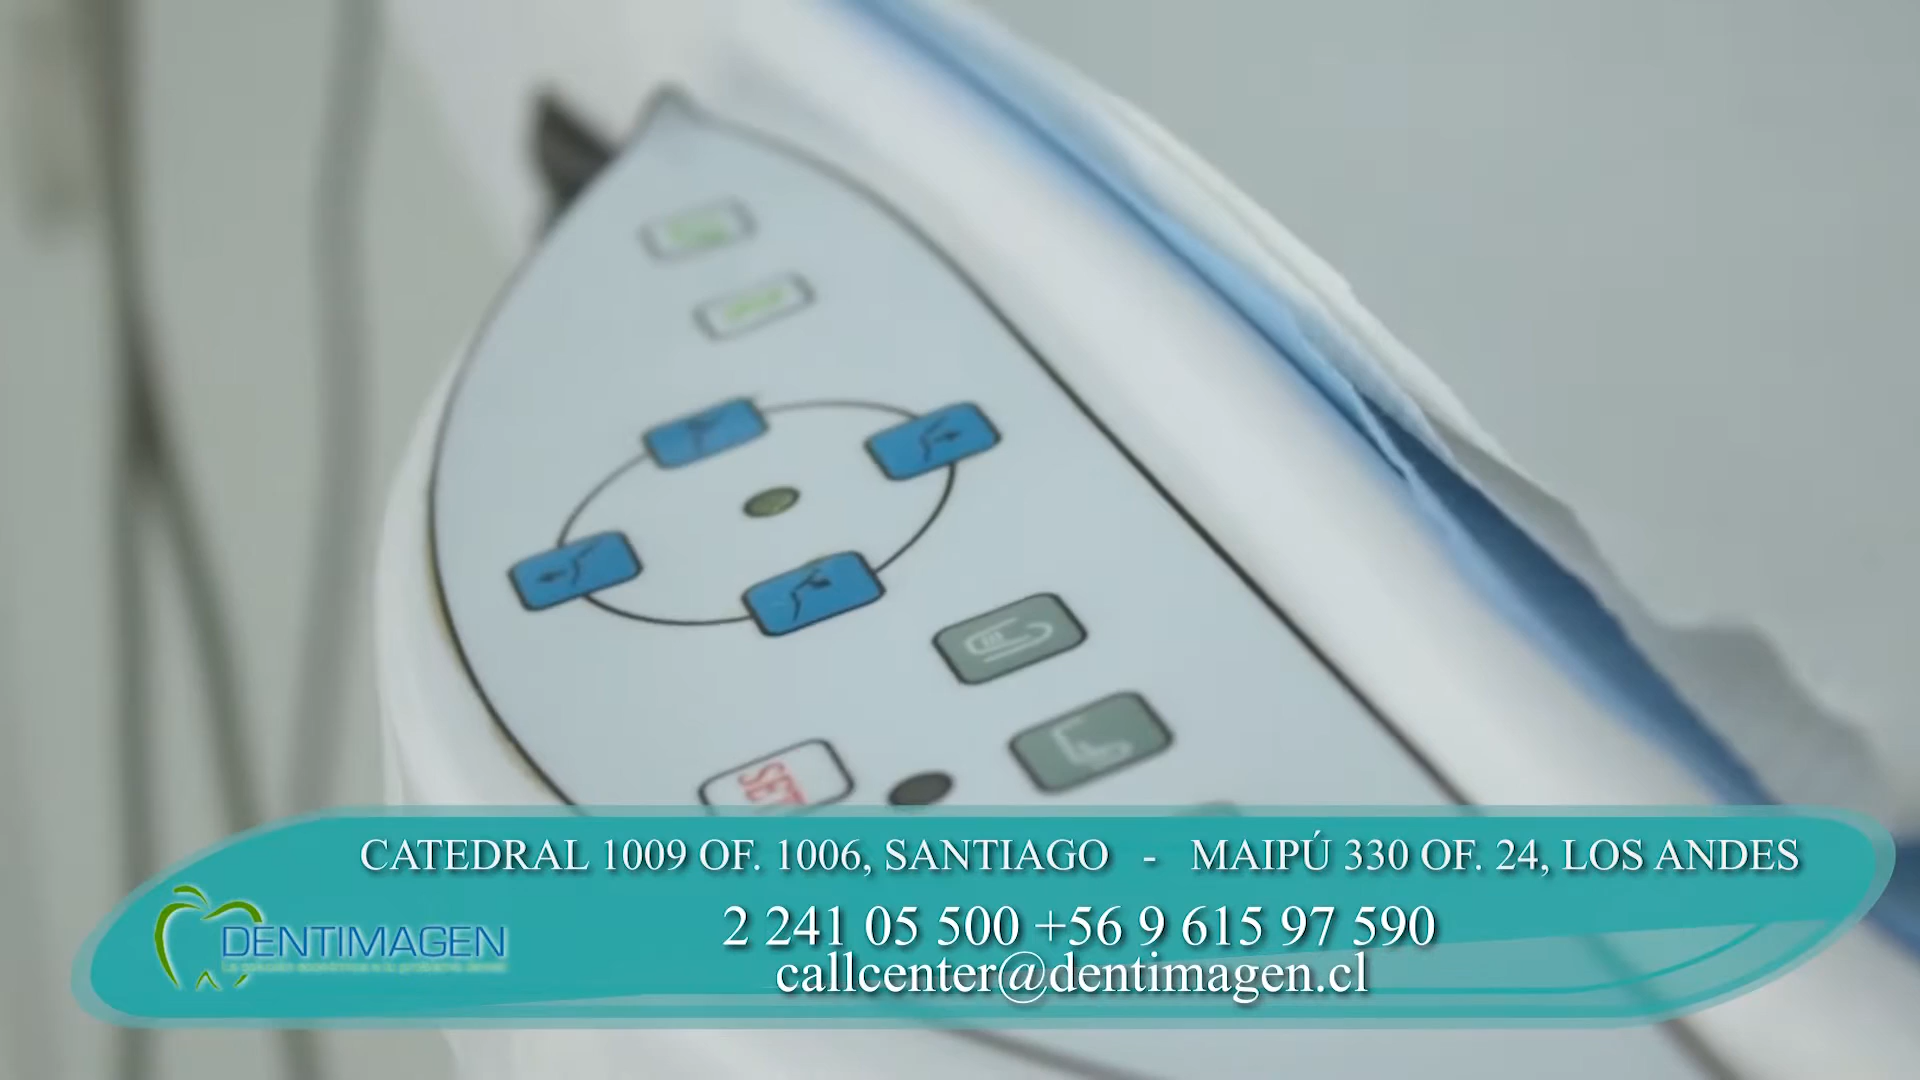 SET
CATEDRAL 1009 OF. 1006, SANTIAGO - MAIPÚ 330 OF. 24, LOS ANDES
2 241 05 500 +56 9 615 97 590
callcenter@dentimagen.cl
DENTIMAGEN